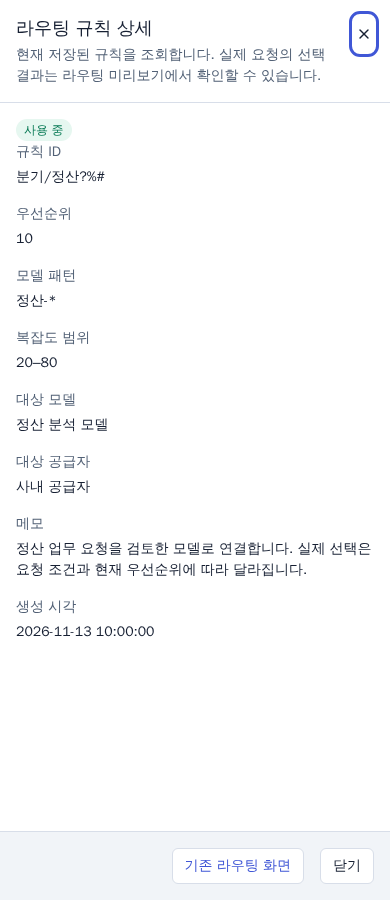 라우팅 규칙 상세
현재 저장된 규칙을 조회합니다. 실제 요청의 선택
결과는 라우팅 미리보기에서 확인할 수 있습니다.
사용 중
규칙 ID
분기/정산?%#
우선순위
10
모델 패턴
정산-*
복잡도 범위
20–80
대상 모델
정산 분석 모델
대상 공급자
사내 공급자
메모
정산 업무 요청을 검토한 모델로 연결합니다. 실제 선택은
요청 조건과 현재 우선순위에 따라 달라집니다.
생성 시각
2026-11-13 10:00:00
기존 라우팅 화면
닫기